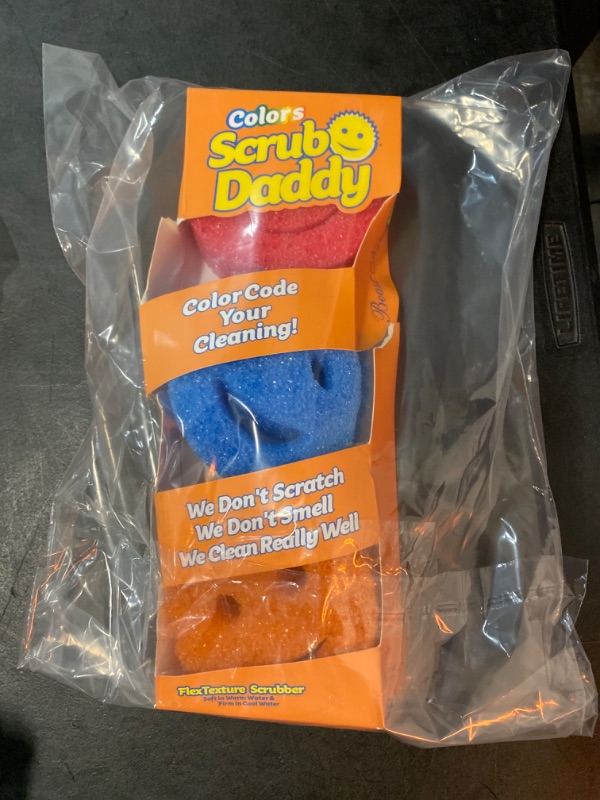 Colors
Scrub
Daddy
Color Code
Your
Cleaning!
We Don't Scratch
We Don't Smell
We Clean Really Well
FlexTexture Scrubber
Soft in Warm Water &
Firm in Cool Water
LIFETIME